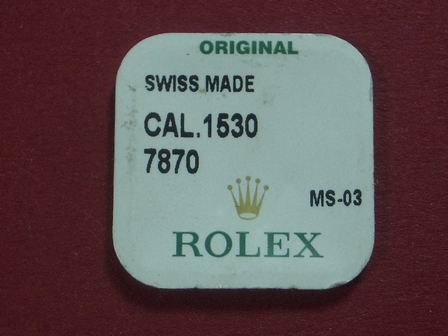 ORIGINAL
SWISS MADE
CAL.1530
7870
MS-03
ROLEX